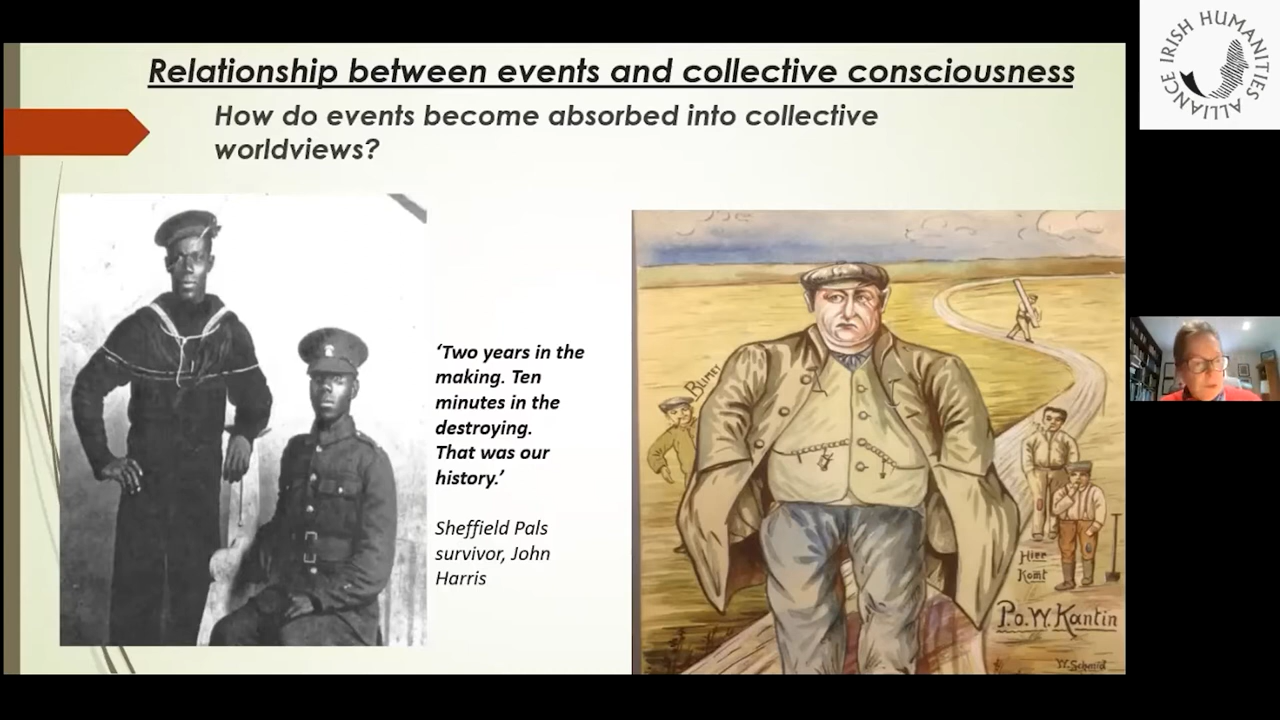 Relationship between events and collective consciousness
How do events become absorbed into collective
worldviews?
‘Two years in the
making. Ten
minutes in the
destroying.
That was our
history.’
Sheffield Pals
survivor, John
Harris
BLIMEY
Hier
Komt
P.o.W. Kantin
W. Schmid
IRISH HUMANITIES ALLIANCE